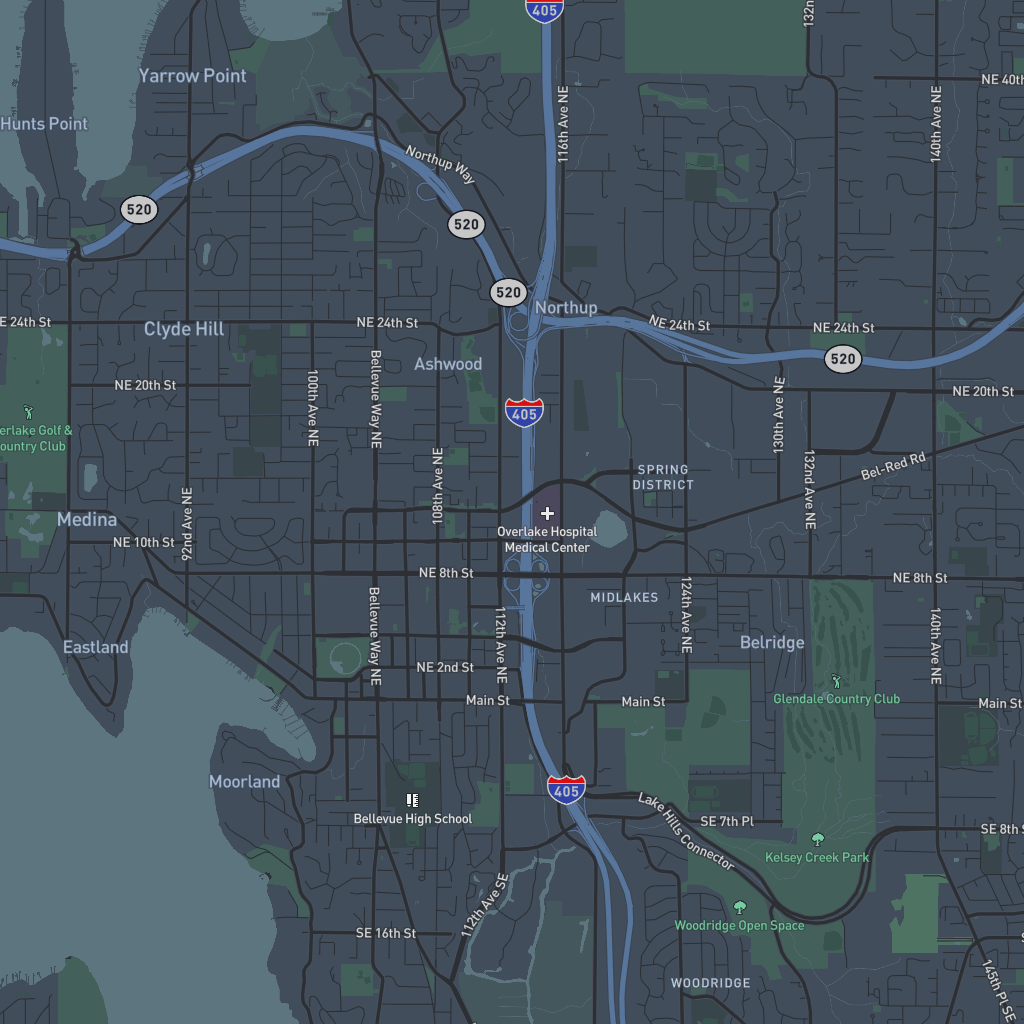 405
132n
Yarrow Point
NE 40th
Hunts Point
116th Ave NE
140th Ave NE
Northup Way
520
520
520
Northup
E 24th St
Clyde Hill
NE 24th St
NE 24th St
NE 24th St
520
Ashwood
NE 20th St
100th Ave NE
Bellevue Way NE
405
130th Ave NE
NE 20th St
erlake Golf &
ountry Club
108th Ave NE
SPRING
DISTRICT
Bel-Red Rd
132nd Ave NE
92nd Ave NE
Medina
Overlake Hospital
Medical Center
NE 10th St
NE 8th St
NE 8th St
MIDLAKES
Bellevue Way NE
112th Ave NE
124th Ave NE
140th Ave NE
Eastland
Belridge
NE 2nd St
Main St
Main St
Glendale Country Club
Main St
Moorland
405
Bellevue High School
Lake Hills Connector
SE 7th Pl
SE 8th S
Kelsey Creek Park
112th Ave SE
Woodridge Open Space
SE 16th St
WOODRIDGE
145th Pl SE